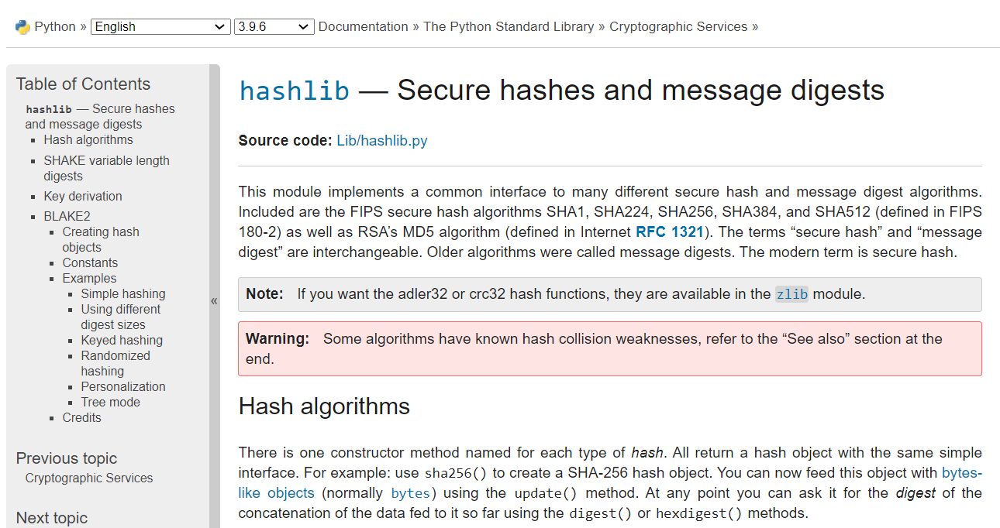 Python » English 3.9.6 Documentation » The Python Standard Library » Cryptographic Services »
Table of Contents
hashlib — Secure hashes
and message digests
Hash algorithms
SHAKE variable length
digests
Key derivation
BLAKE2
Creating hash
objects
Constants
Examples
Simple hashing
Using different
digest sizes
Keyed hashing
Randomized
hashing
Personalization
Tree mode
Credits
Previous topic
Cryptographic Services
Next topic
«
hashlib — Secure hashes and message digests
Source code: Lib/hashlib.py
This module implements a common interface to many different secure hash and message digest algorithms.
Included are the FIPS secure hash algorithms SHA1, SHA224, SHA256, SHA384, and SHA512 (defined in FIPS
180-2) as well as RSA’s MD5 algorithm (defined in Internet RFC 1321). The terms “secure hash” and “message
digest” are interchangeable. Older algorithms were called message digests. The modern term is secure hash.
Note: If you want the adler32 or crc32 hash functions, they are available in the zlib module.
Warning: Some algorithms have known hash collision weaknesses, refer to the “See also” section at the
end.
Hash algorithms
There is one constructor method named for each type of hash. All return a hash object with the same simple
interface. For example: use sha256() to create a SHA-256 hash object. You can now feed this object with bytes-
like objects (normally bytes) using the update() method. At any point you can ask it for the digest of the
concatenation of the data fed to it so far using the digest() or hexdigest() methods.